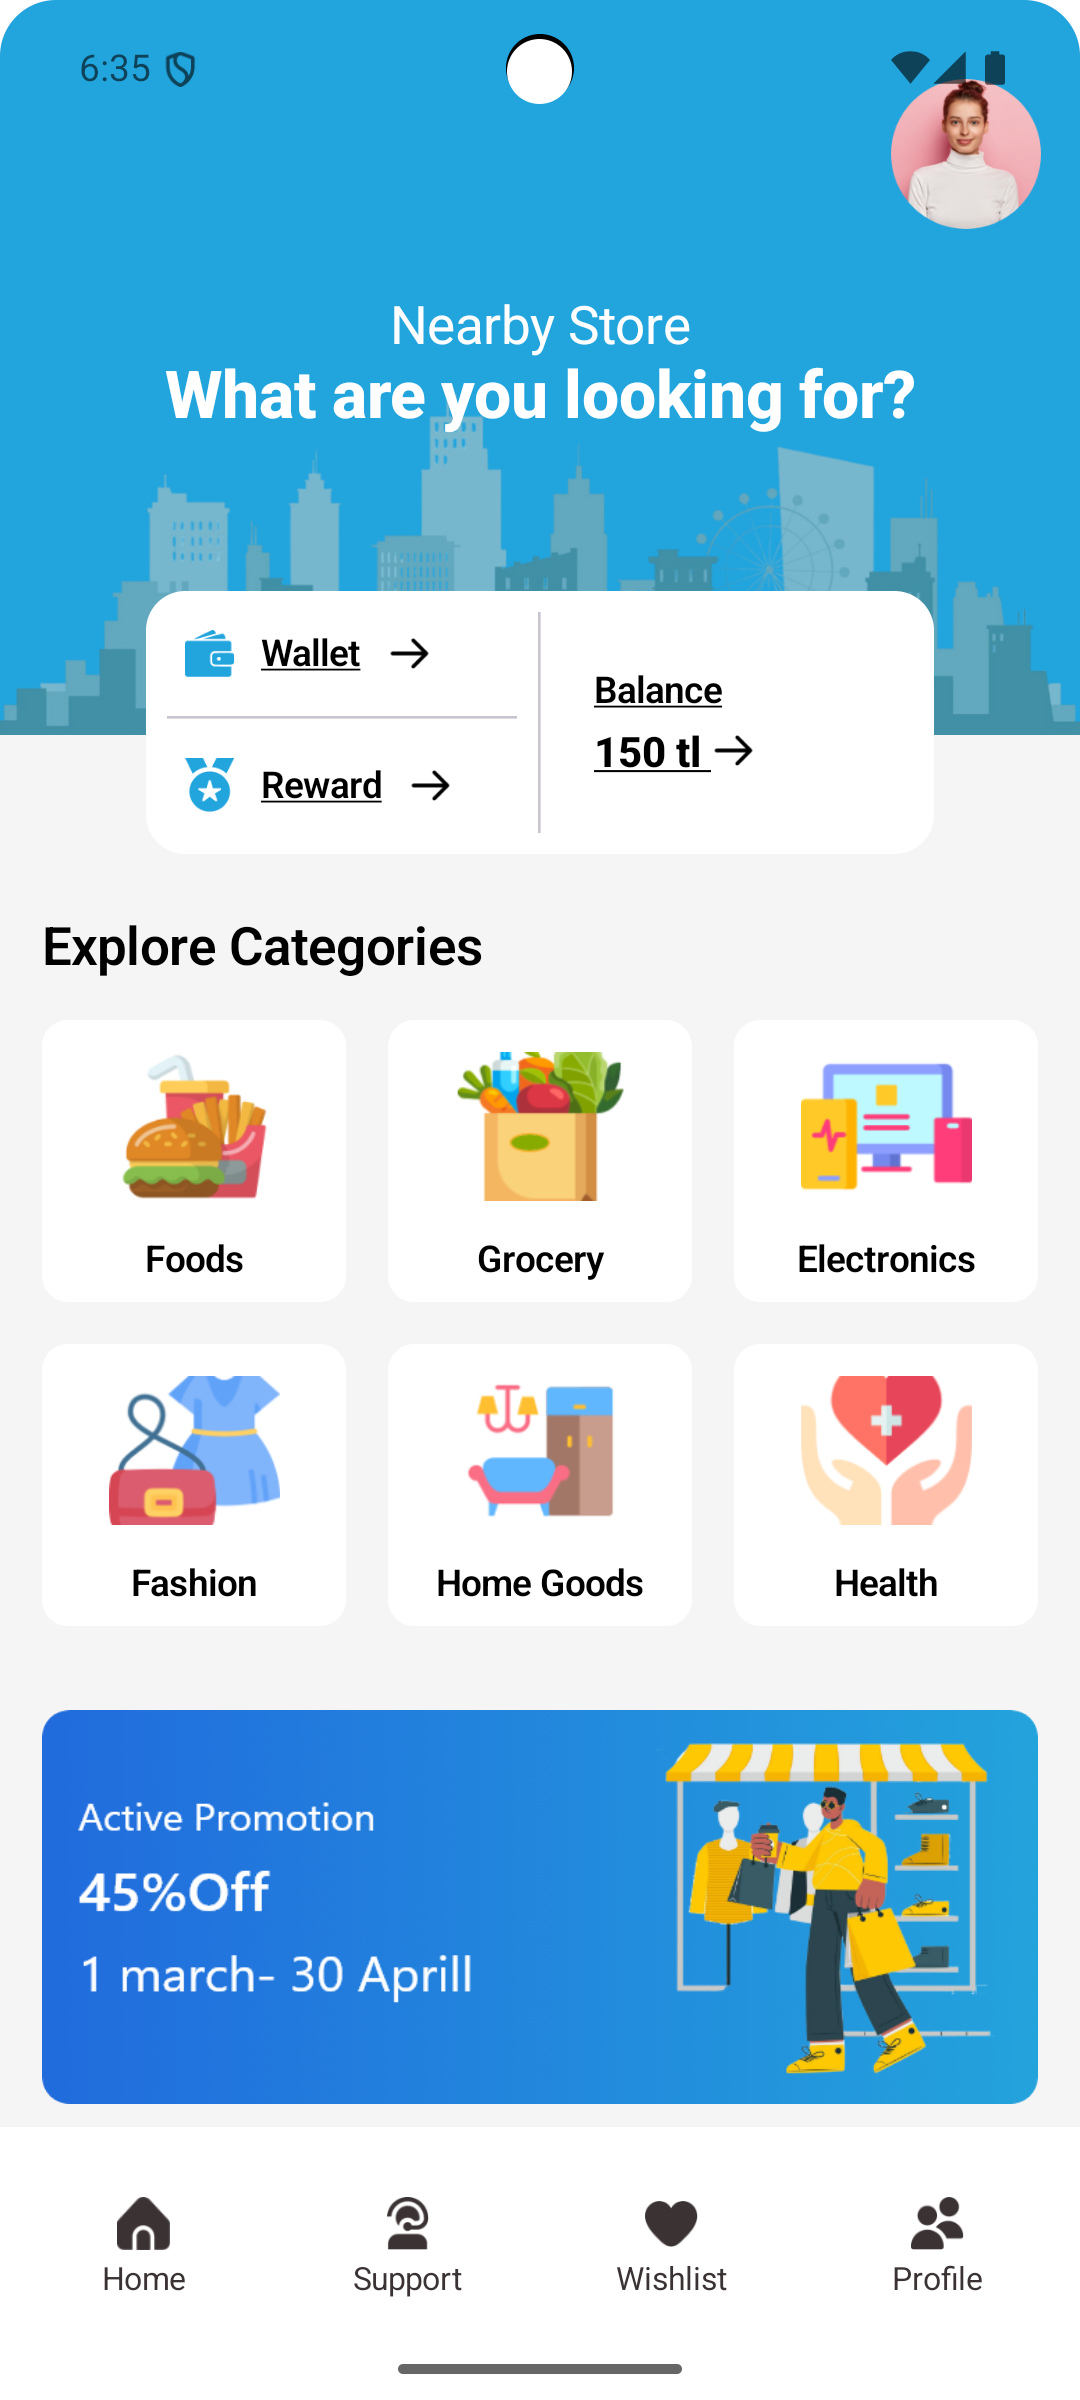 6:35
Nearby Store
What are you looking for?
Wallet
Reward
Balance
150 tl
Explore Categories
Foods
Grocery
Electronics
Fashion
Home Goods
Health
Active Promotion
45%Off
1 march- 30 Aprill
Home
Support
Wishlist
Profile